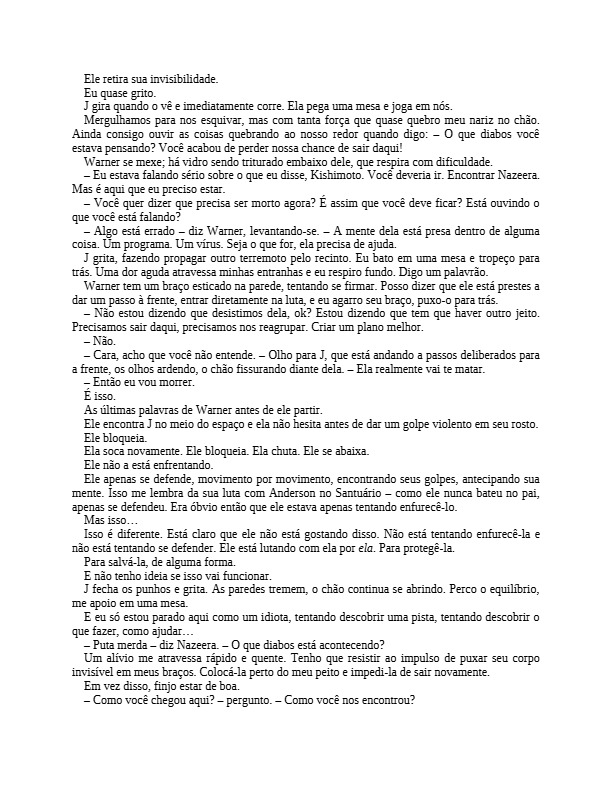 Ele retira sua invisibilidade.
Eu quase grito.
J gira quando o vê e imediatamente corre. Ela pega uma mesa e joga em nós.
Mergulhamos para nos esquivar, mas com tanta força que quase quebro meu nariz no chão.
Ainda consigo ouvir as coisas quebrando ao nosso redor quando digo: – O que diabos você
estava pensando? Você acabou de perder nossa chance de sair daqui!
Warner se mexe; há vidro sendo triturado embaixo dele, que respira com dificuldade.
– Eu estava falando sério sobre o que eu disse, Kishimoto. Você deveria ir. Encontrar Nazeera.
Mas é aqui que eu preciso estar.
– Você quer dizer que precisa ser morto agora? É assim que você deve ficar? Está ouvindo o
que você está falando?
– Algo está errado – diz Warner, levantando-se. – A mente dela está presa dentro de alguma
coisa. Um programa. Um vírus. Seja o que for, ela precisa de ajuda.
J grita, fazendo propagar outro terremoto pelo recinto. Eu bato em uma mesa e tropeço para
trás. Uma dor aguda atravessa minhas entranhas e eu respiro fundo. Digo um palavrão.
Warner tem um braço esticado na parede, tentando se firmar. Posso dizer que ele está prestes a
dar um passo à frente, entrar diretamente na luta, e eu agarro seu braço, puxo-o para trás.
– Não estou dizendo que desistimos dela, ok? Estou dizendo que tem que haver outro jeito.
Precisamos sair daqui, precisamos nos reagrupar. Criar um plano melhor.
– Não.
– Cara, acho que você não entende. – Olho para J, que está andando a passos deliberados para
a frente, os olhos ardendo, o chão fissurando diante dela. – Ela realmente vai te matar.
– Então eu vou morrer.
É isso.
As últimas palavras de Warner antes de ele partir.
Ele encontra J no meio do espaço e ela não hesita antes de dar um golpe violento em seu rosto.
Ele bloqueia.
Ela soca novamente. Ele bloqueia. Ela chuta. Ele se abaixa.
Ele não a está enfrentando.
Ele apenas se defende, movimento por movimento, encontrando seus golpes, antecipando sua
mente. Isso me lembra da sua luta com Anderson no Santuário – como ele nunca bateu no pai,
apenas se defendeu. Era óbvio então que ele estava apenas tentando enfurecê-lo.
Mas isso…
Isso é diferente. Está claro que ele não está gostando disso. Não está tentando enfurecê-la e
não está tentando se defender. Ele está lutando com ela por ela. Para protegê-la.
Para salvá-la, de alguma forma.
E não tenho ideia se isso vai funcionar.
J fecha os punhos e grita. As paredes tremem, o chão continua se abrindo. Perco o equilíbrio,
me apoio em uma mesa.
E eu só estou parado aqui como um idiota, tentando descobrir uma pista, tentando descobrir o
que fazer, como ajudar…
– Puta merda – diz Nazeera. – O que diabos está acontecendo?
Um alívio me atravessa rápido e quente. Tenho que resistir ao impulso de puxar seu corpo
invisível em meus braços. Colocá-la perto do meu peito e impedi-la de sair novamente.
Em vez disso, finjo estar de boa.
– Como você chegou aqui? – pergunto. – Como você nos encontrou?